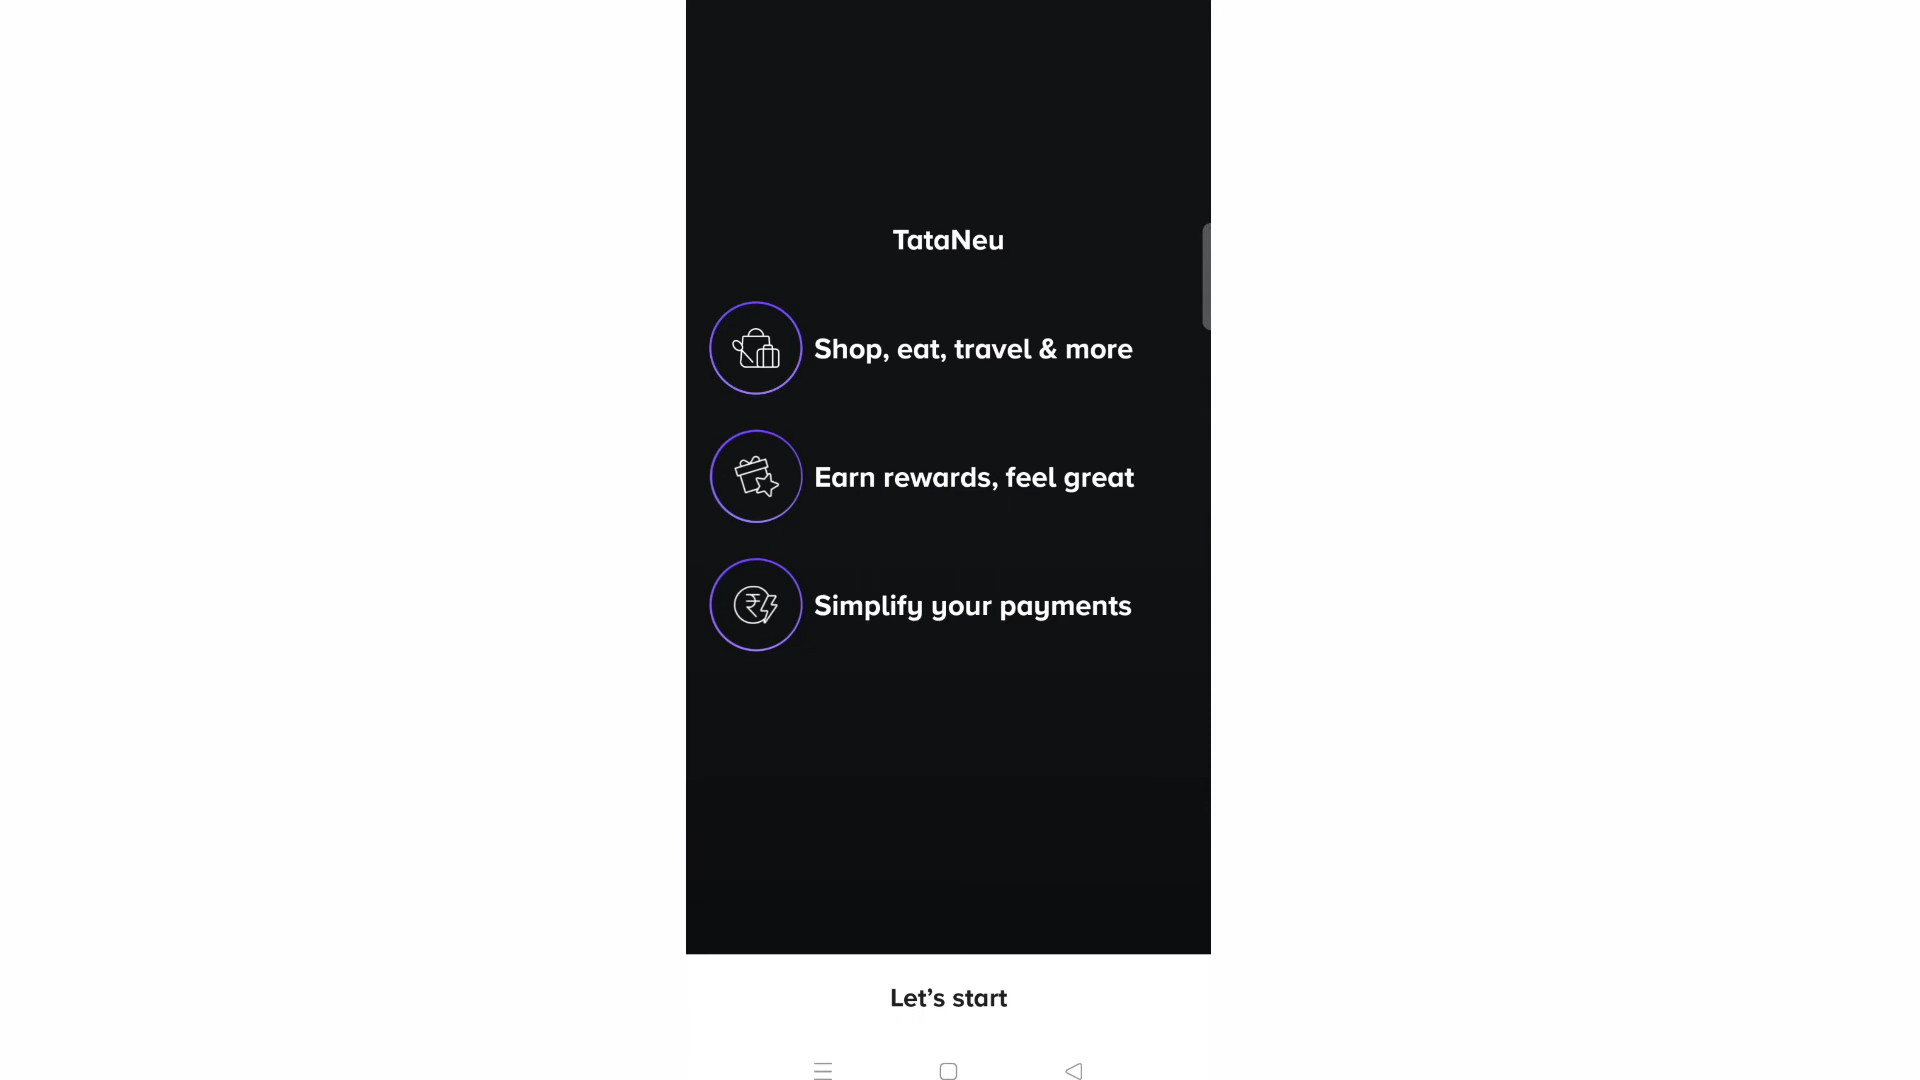 TataNeu
Shop, eat, travel & more
Earn rewards, feel great
Simplify your payments
Let’s start